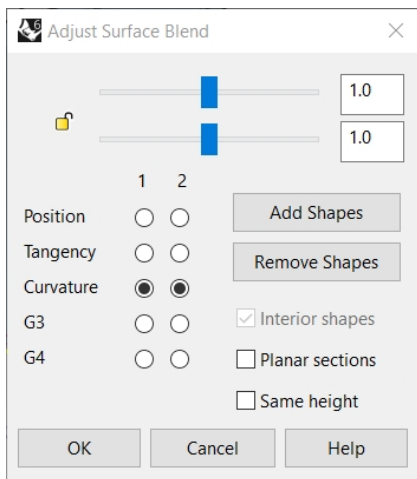 Adjust Surface Blend
1.0
1.0
1 2
Position
Add Shapes
Tangency
Remove Shapes
Curvature
G3
Interior shapes
G4
Planar sections
Same height
OK Cancel Help